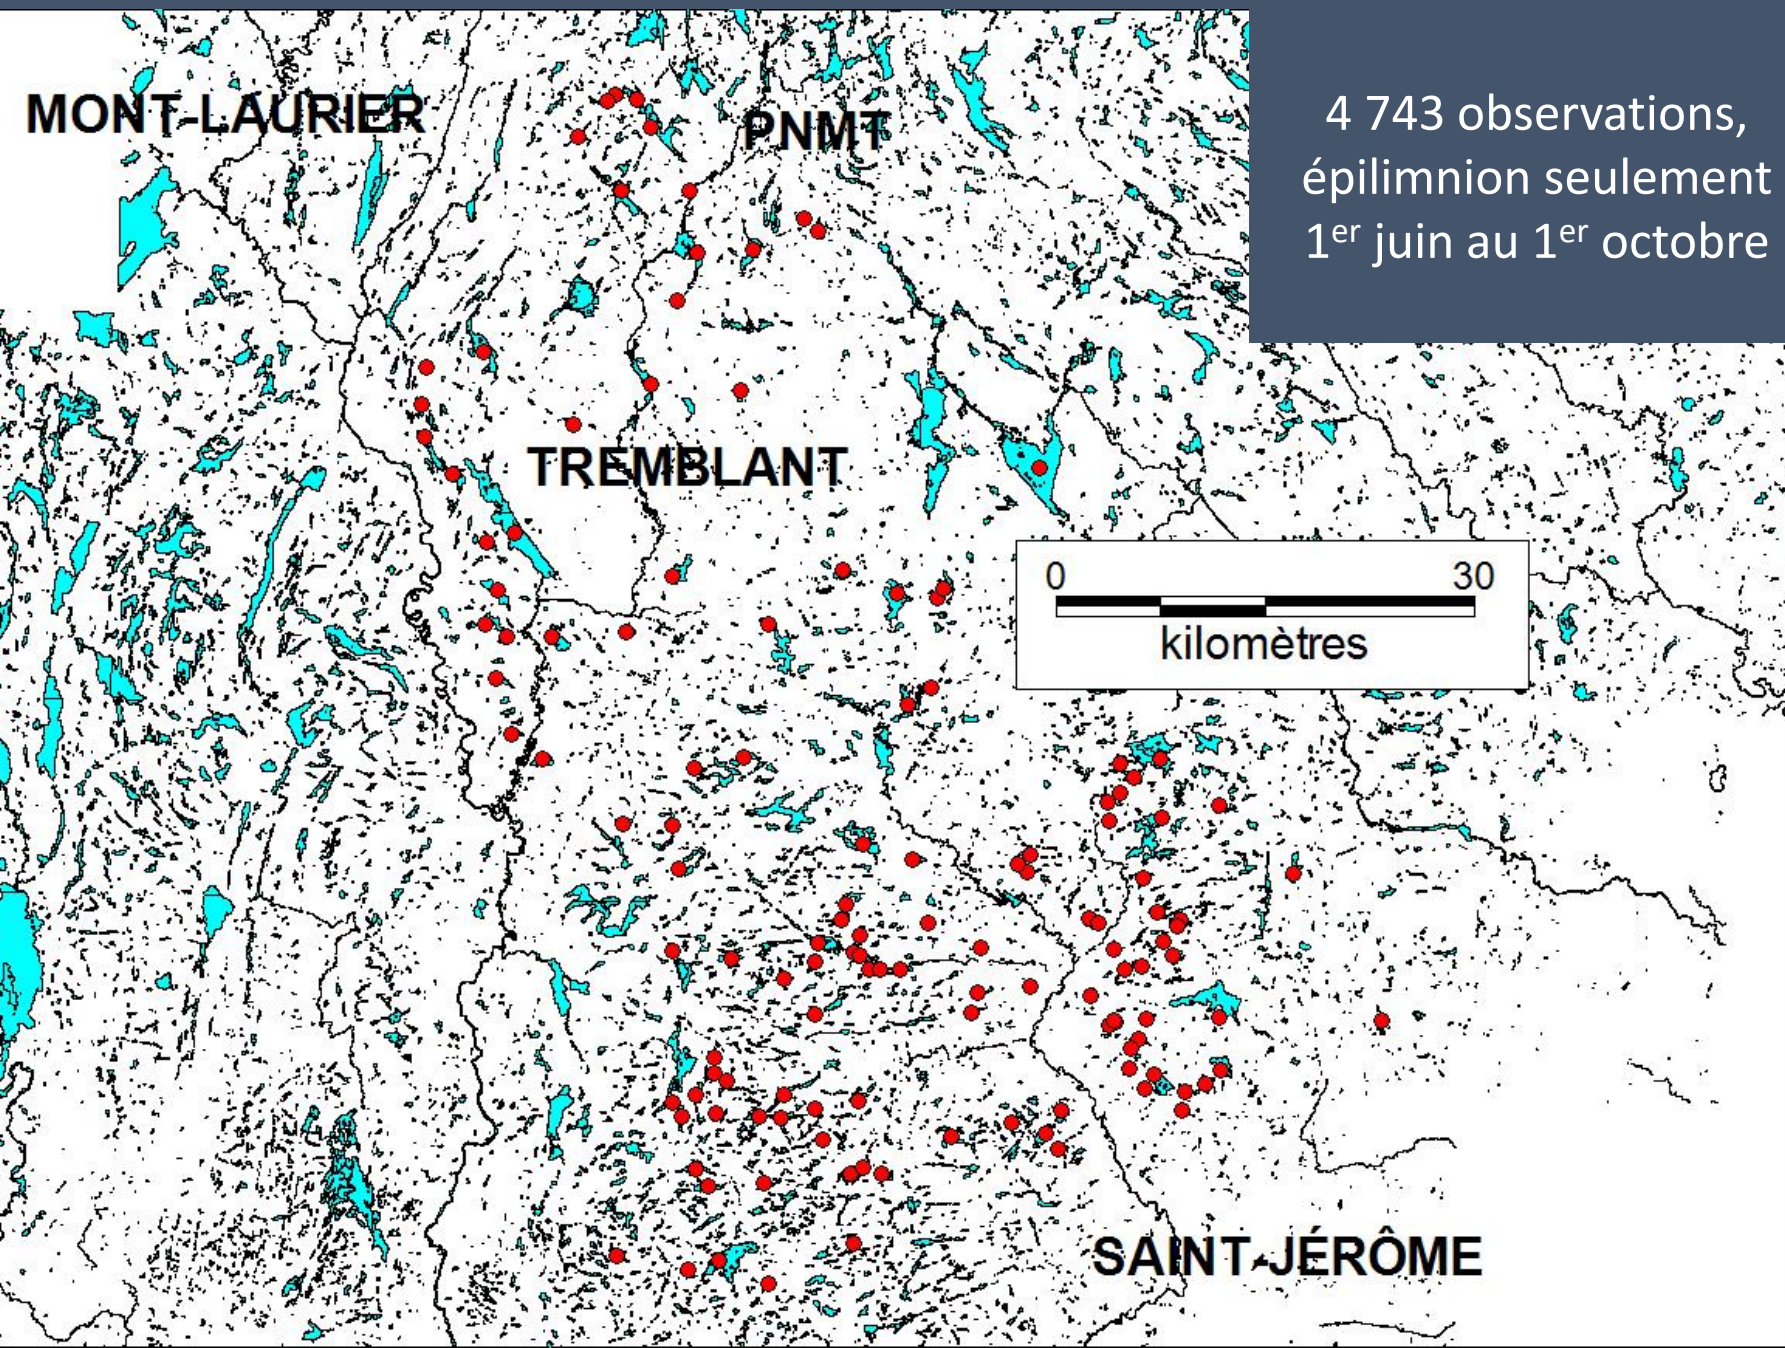 MONT-LAURIER
PNMT
4 743 observations,
épilimnion seulement
1er juin au 1er octobre
TREMBLANT
0 30
kilomètres
SAINT-JÉRÔME